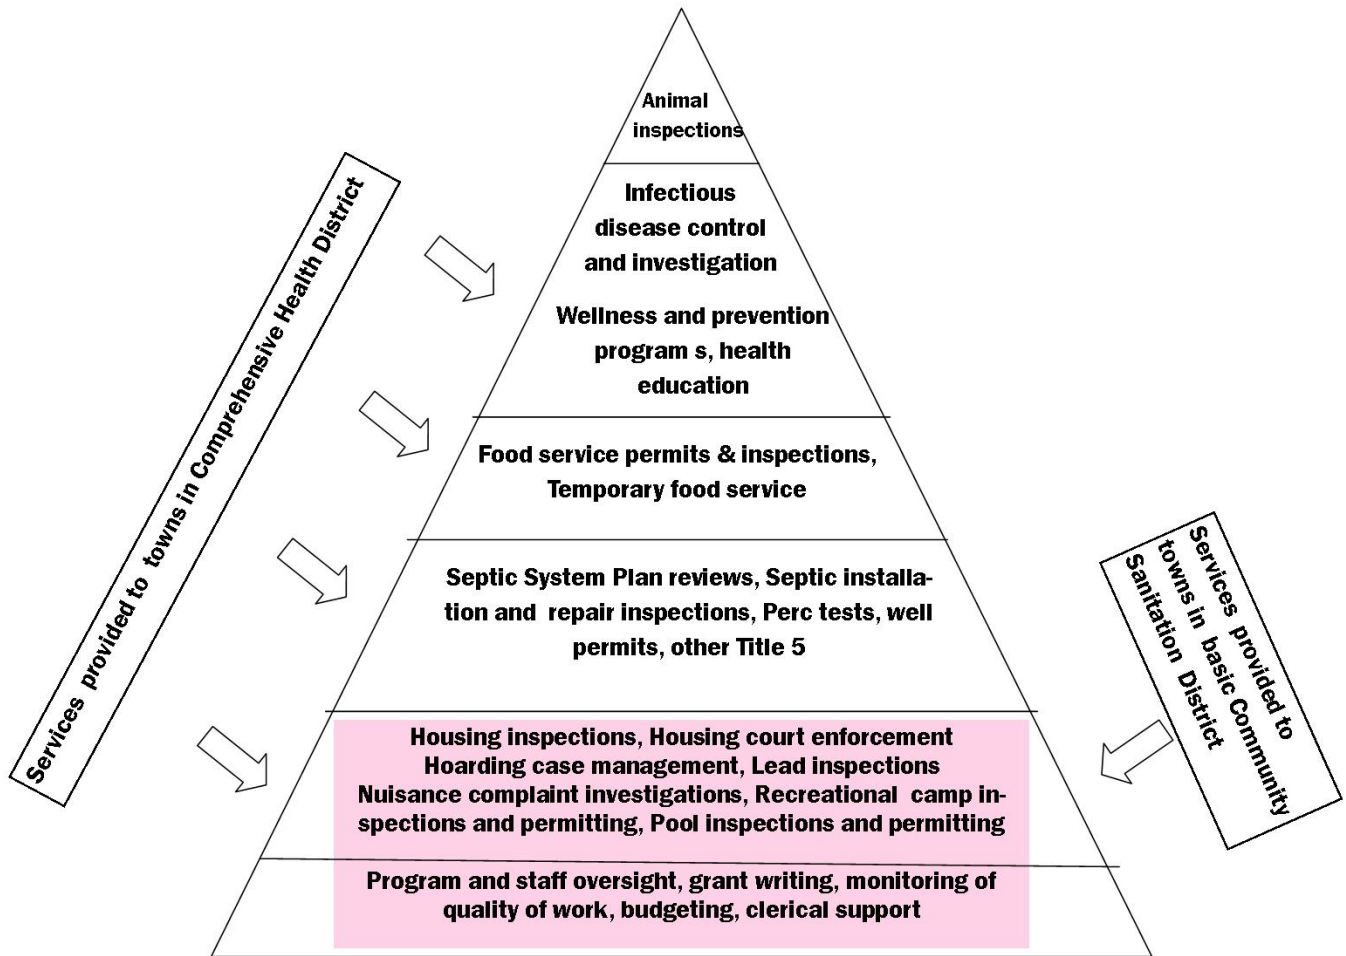 Animal
inspections
Infectious
disease control
and investigation
Wellness and prevention
program s, health
education
Food service permits & inspections,
Temporary food service
Septic System Plan reviews, Septic installa-
tion and repair inspections, Perc tests, well
permits, other Title 5
Housing inspections, Housing court enforcement
Hoarding case management, Lead inspections
Nuisance complaint investigations, Recreational camp in-
spections and permitting, Pool inspections and permitting
Program and staff oversight, grant writing, monitoring of
quality of work, budgeting, clerical support
Services provided to towns in Comprehensive Health District
Services provided to
towns in basic Community
Sanitation District